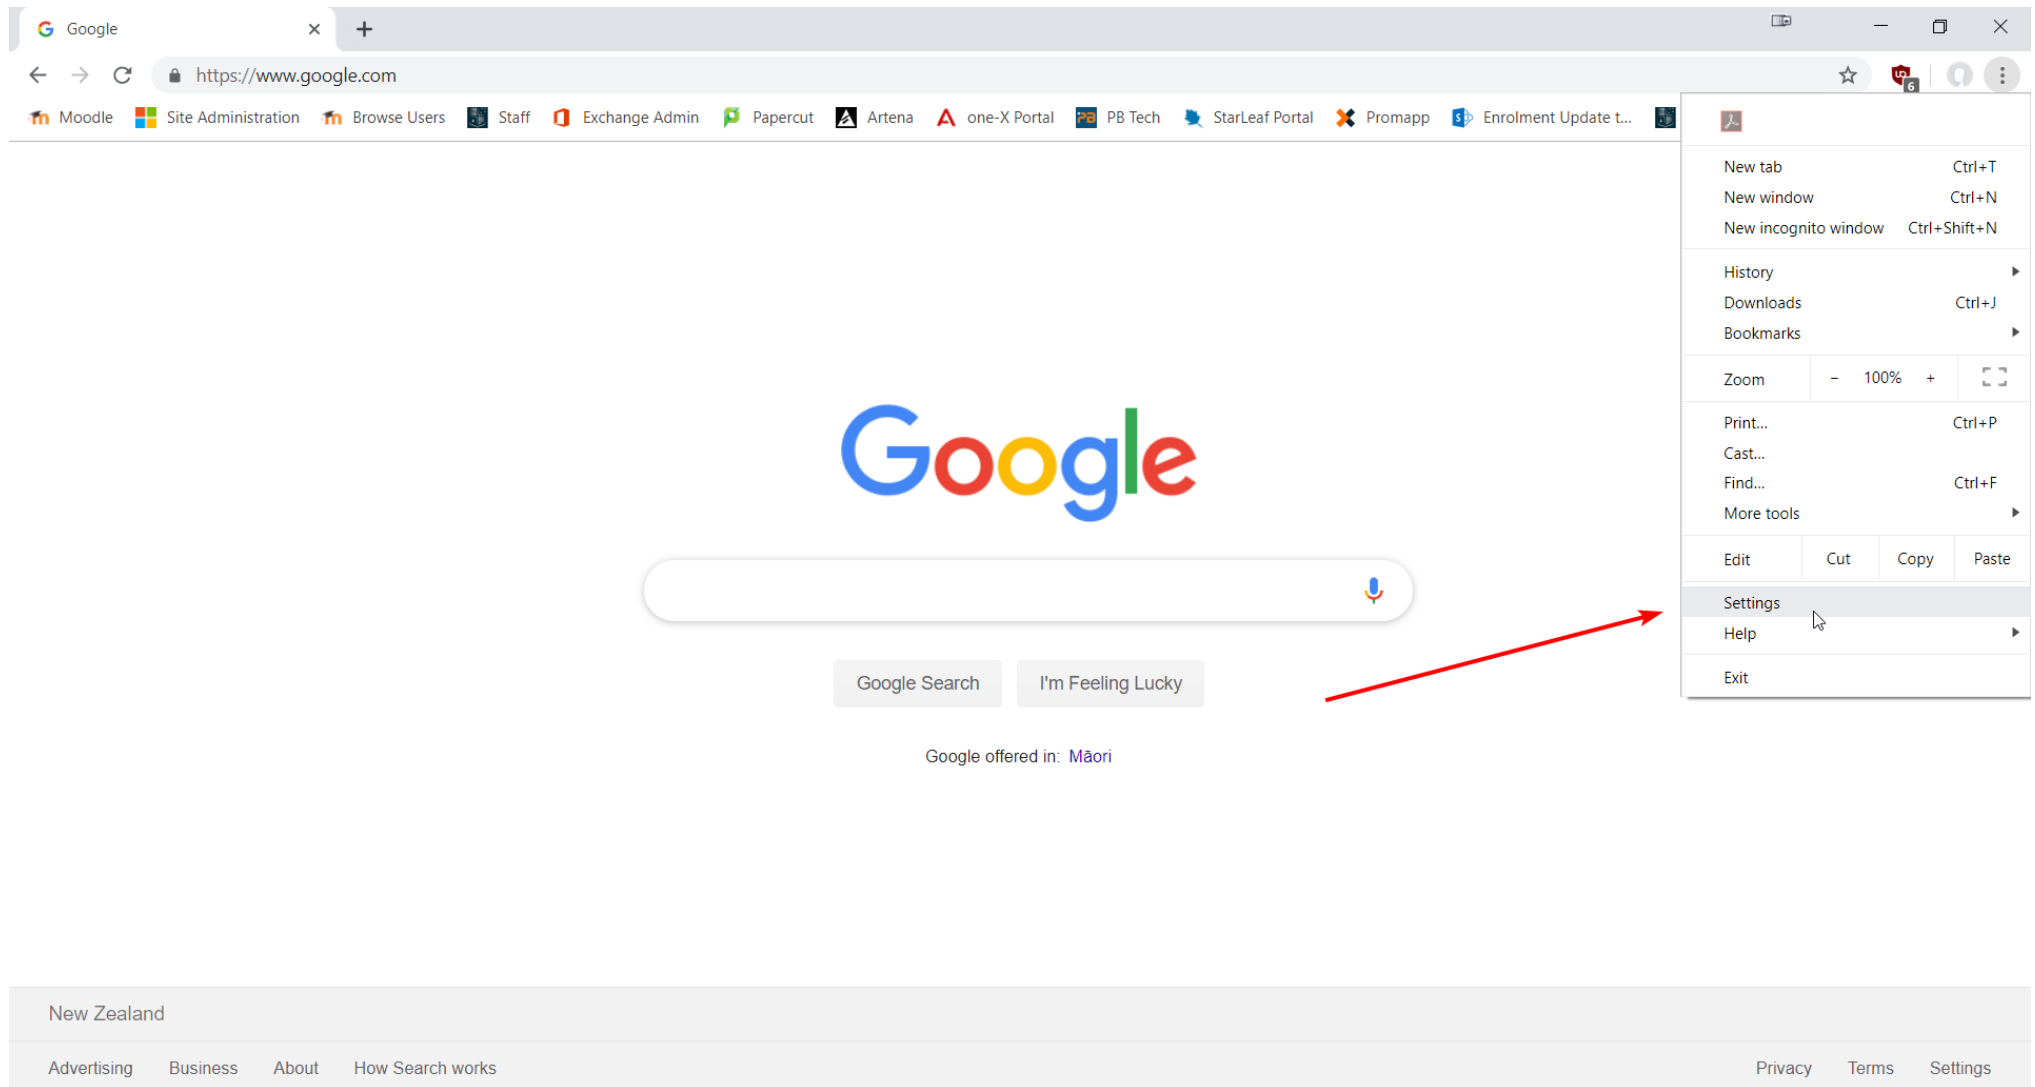 Google
https://www.google.com
6
Moodle Site Administration Browse Users Staff Exchange Admin Papercut Artena one-X Portal PB PB Tech StarLeaf Portal Promapp Enrolment Update t...
New tab Ctrl+T
New window Ctrl+N
New incognito window Ctrl+Shift+N
History
Downloads Ctrl+J
Bookmarks
Zoom - 100% +
Print... Ctrl+P
Cast...
Find... Ctrl+F
More tools
Edit Cut Copy Paste
Settings
Help
Exit
Google
Google Search I'm Feeling Lucky
Google offered in: Māori
New Zealand
Advertising Business About How Search works Privacy Terms Settings